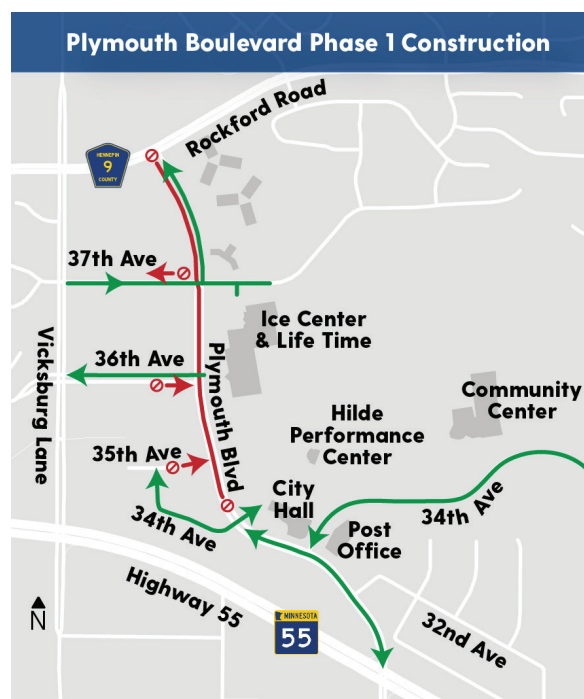 Plymouth Boulevard Phase 1 Construction
Rockford Road
HENNEPIN
9
COUNTY
37th Ave
Ice Center
& Life Time
36th Ave
Vicksburg Lane
Plymouth Blvd
Community
Center
Hilde
Performance
Center
35th Ave
City
Hall
34th Ave
34th Ave
Post
Office
Highway 55
MINNESOTA
55
32nd Ave
N